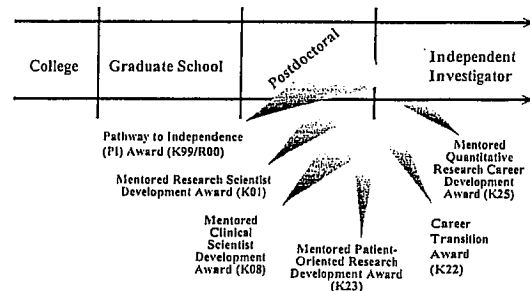 College
Graduate School
Postdoctoral
Independent
Investigator
Pathway to Independence
(PI) Award (K99/R00)
Mentored Research Scientist
Development Award (K01)
Mentored
Clinical
Scientist
Development
Award (K08)
Mentored Patient-
Oriented Research
Development Award
(K23)
Career
Transition
Award
(K22)
Mentored
Quantitative
Research Career
Development
Award (K25)